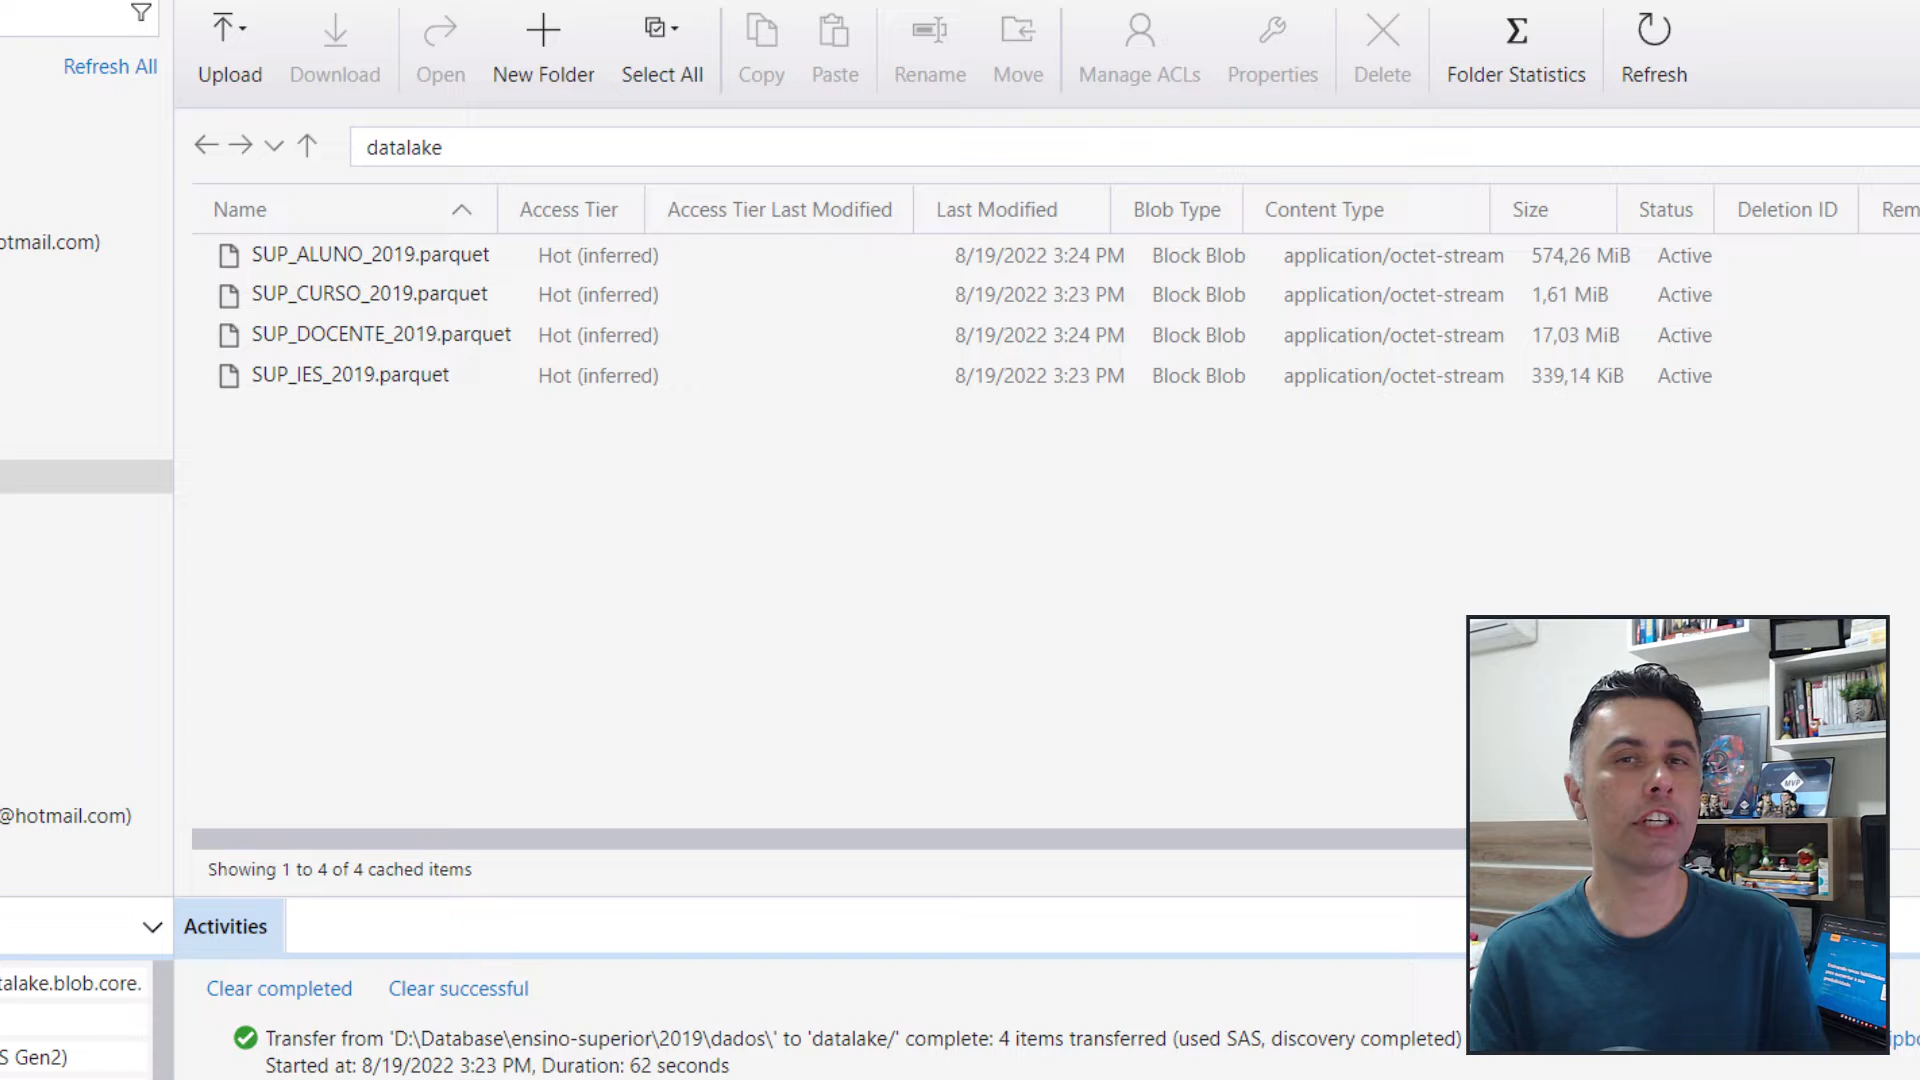 Refresh All
otmail.com)
@hotmail.com)
talake.blob.core.
S Gen2)
Upload Download Open New Folder Select All Copy Paste Rename Move Manage ACLs Properties Delete Folder Statistics Refresh
datalake
Name Access Tier Access Tier Last Modified Last Modified Blob Type Content Type Size Status Deletion ID Rem
SUP_ALUNO_2019.parquet Hot (inferred) 8/19/2022 3:24 PM Block Blob application/octet-stream 574,26 MiB Active
SUP_CURSO_2019.parquet Hot (inferred) 8/19/2022 3:23 PM Block Blob application/octet-stream 1,61 MiB Active
SUP_DOCENTE_2019.parquet Hot (inferred) 8/19/2022 3:24 PM Block Blob application/octet-stream 17,03 MiB Active
SUP_IES_2019.parquet Hot (inferred) 8/19/2022 3:23 PM Block Blob application/octet-stream 339,14 KiB Active
Showing 1 to 4 of 4 cached items
Activities
Clear completed Clear successful
Transfer from 'D:\Database\ensino-superior\2019\dados\' to 'datalake/' complete: 4 items transferred (used SAS, discovery completed)
Started at: 8/19/2022 3:23 PM, Duration: 62 seconds
ipbo
MVP